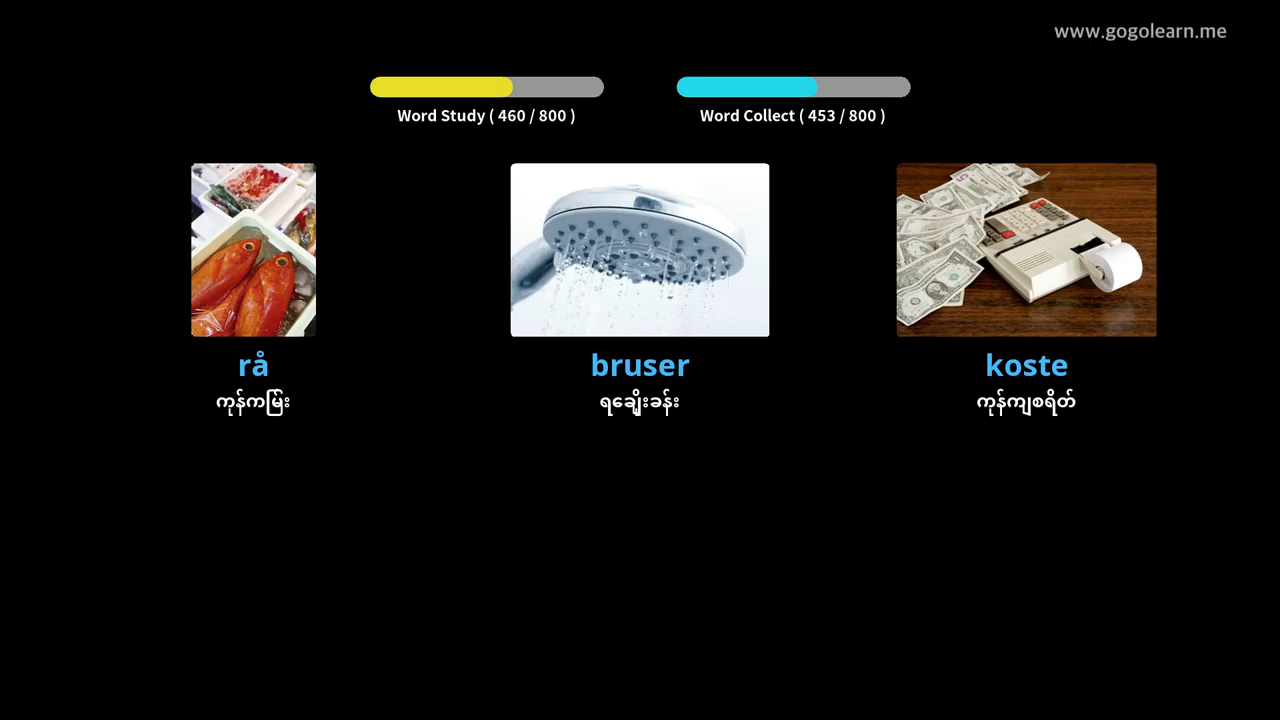 www.gogolearn.me
Word Study ( 460 / 800 )
Word Collect ( 453 / 800 )
rå
bruser
koste
ကုန်ကမ်ြး
ရချေိုးခန်း
ကုန်ကျစရိတ်